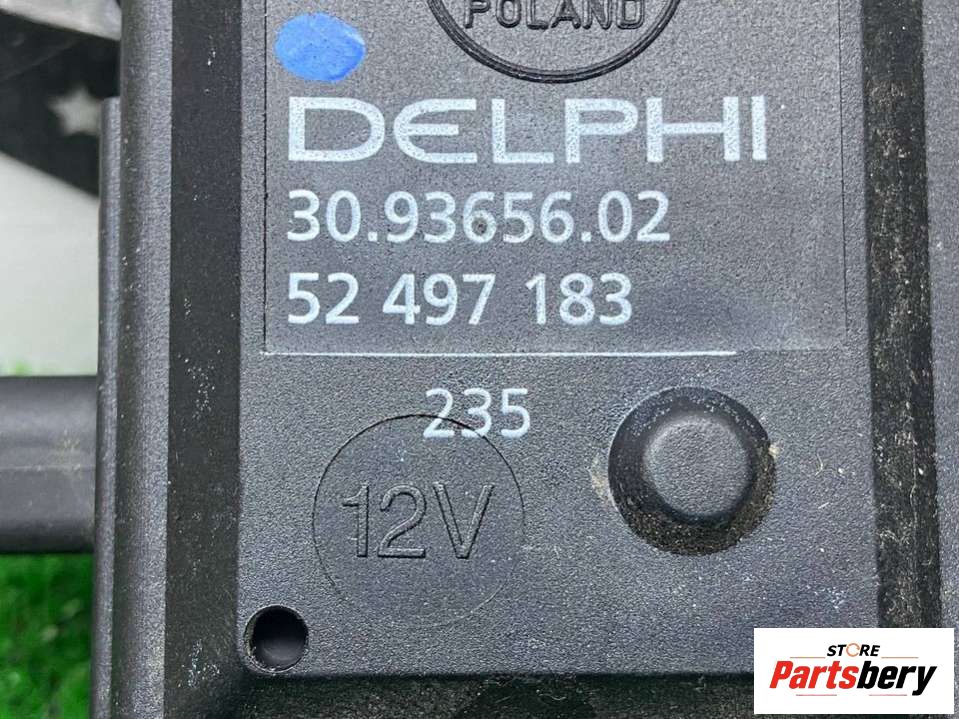 POLAND
DELPHI
30.93656.02
52 497 183
235
12V
STORE
Partsbery